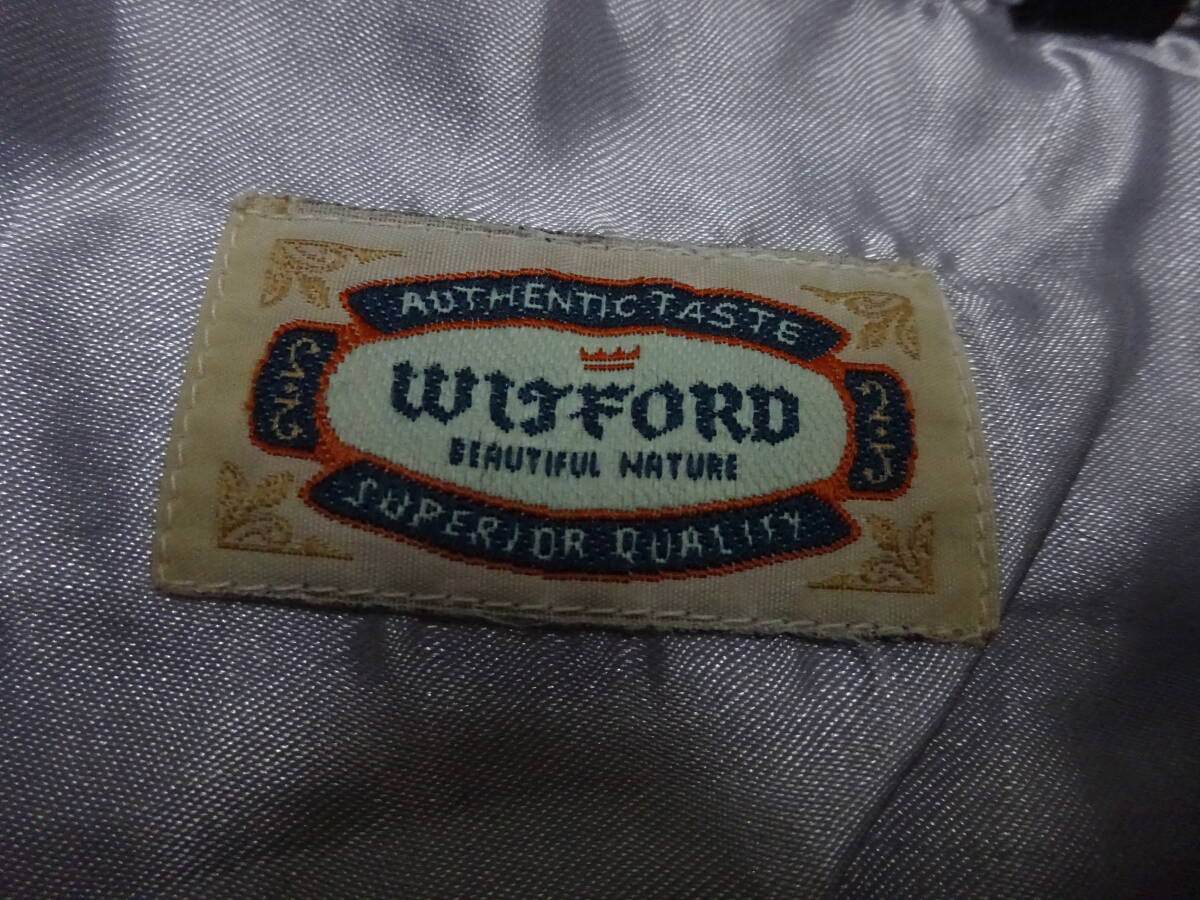 AUTHENTIC TASTE
WITFORD
BEAUTIFUL NATURE
SUPERIOR QUALITY